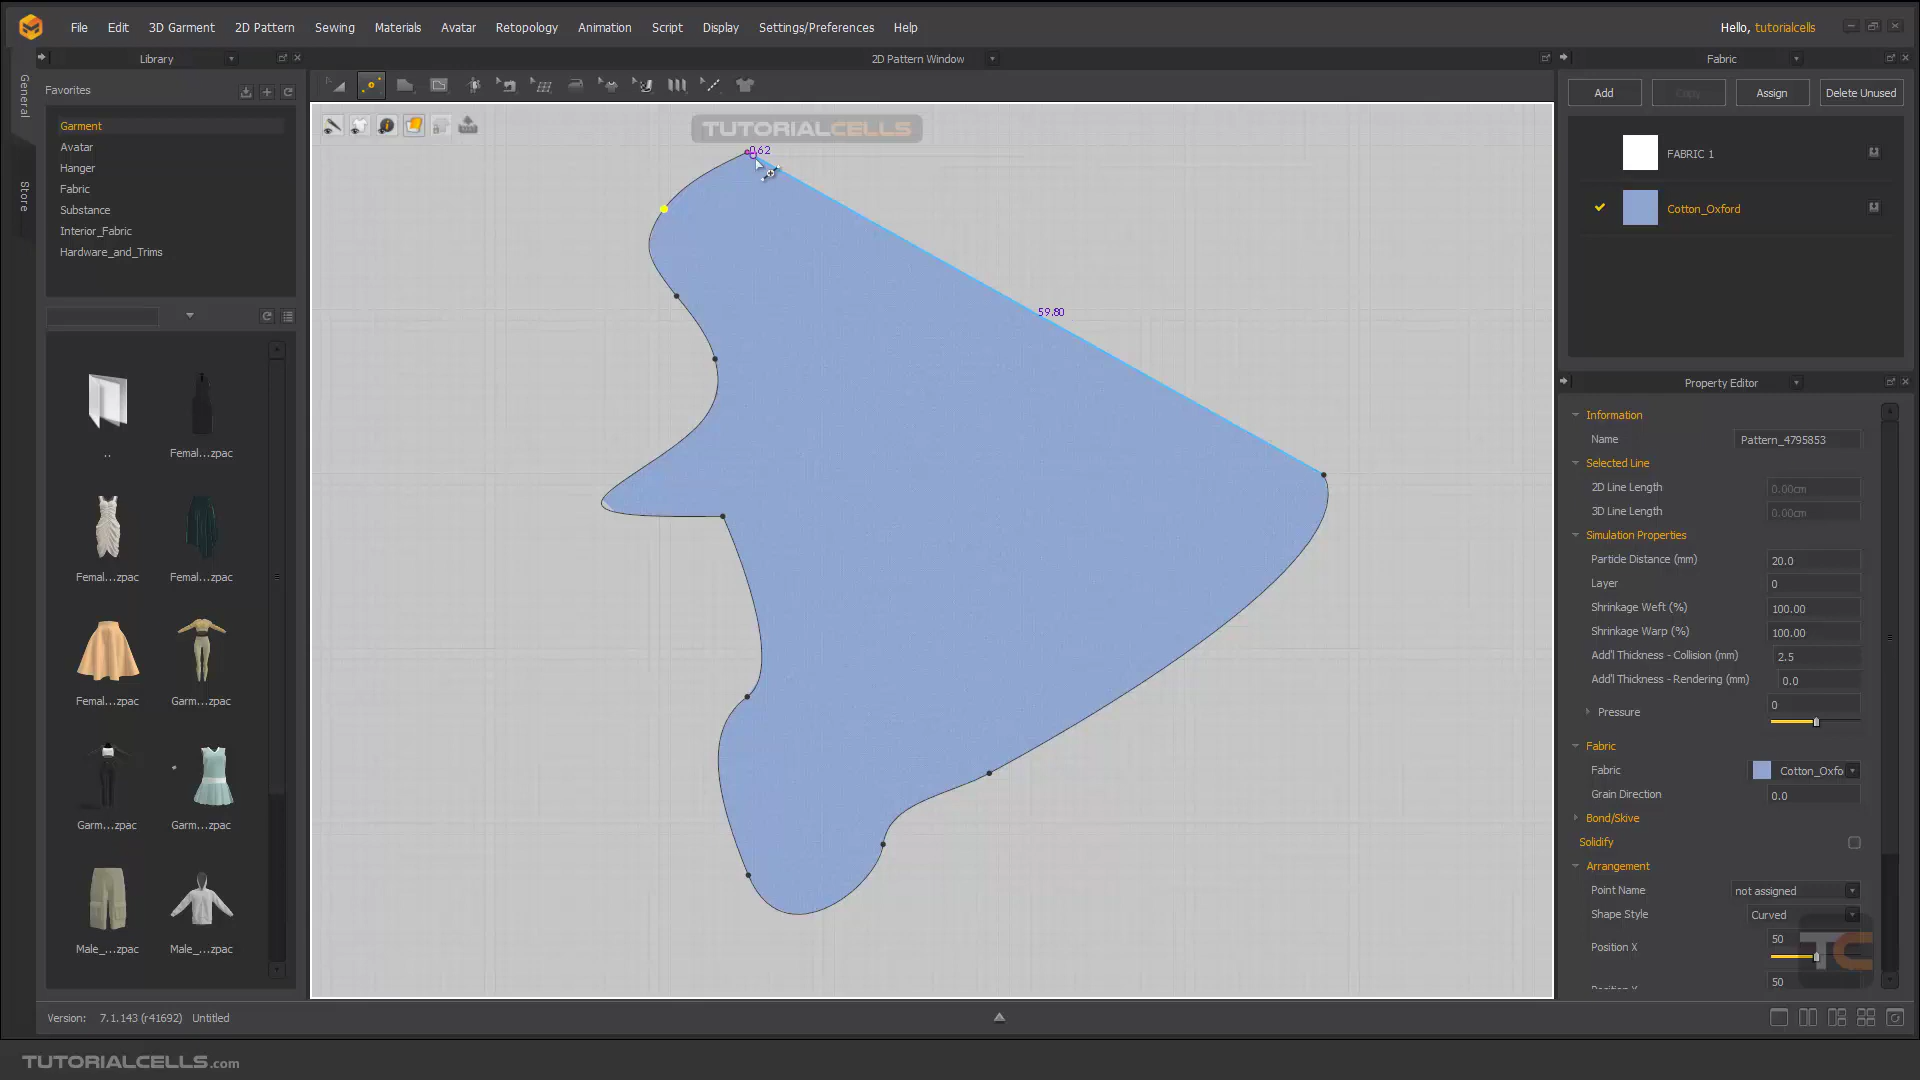 File Edit 3D Garment 2D Pattern Sewing Materials Avatar Retopology Animation Script Display Settings/Preferences Help
Hello, tutorialcells
Library
2D Pattern Window
Fabric
General
Store
Favorites
Garment
Avatar
Hanger
Fabric
Substance
Interior_Fabric
Hardware_and_Trims
..
Femal...zpac
Femal...zpac
Femal...zpac
Femal...zpac
Garm...zpac
Garm...zpac
Garm...zpac
Male_...zpac
Male_...zpac
TUTORIALCELLS
0.62
59.80
Add Copy Assign Delete Unused
FABRIC 1
Cotton_Oxford
Property Editor
Information
Name Pattern_4795853
Selected Line
2D Line Length 0.00cm
3D Line Length 0.00cm
Simulation Properties
Particle Distance (mm) 20.0
Layer 0
Shrinkage Weft (%) 100.00
Shrinkage Warp (%) 100.00
Add'l Thickness - Collision (mm) 2.5
Add'l Thickness - Rendering (mm) 0.0
Pressure 0
Fabric
Fabric Cotton_Oxfo
Grain Direction 0.0
Bond/Skive
Solidify
Arrangement
Point Name not assigned
Shape Style Curved
Position X 50
50
TC
Version: 7.1.143 (r41692) Untitled
TUTORIALCELLS.com